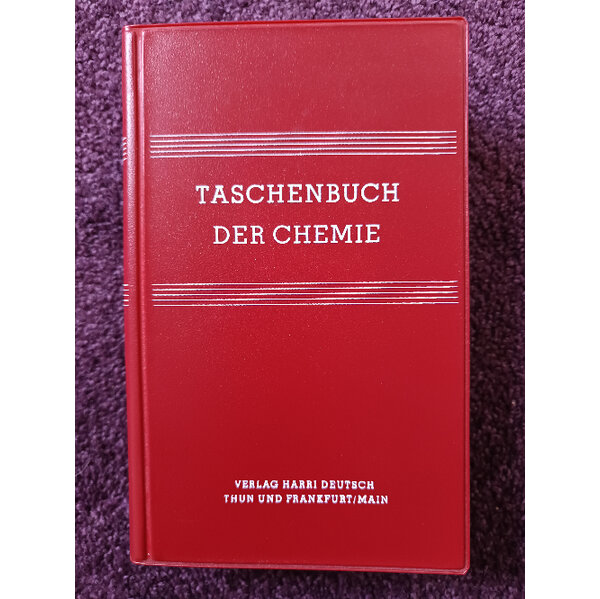 TASCHENBUCH
DER CHEMIE
VERLAG HARRI DEUTSCH
THUN UND FRANKFURT/MAIN